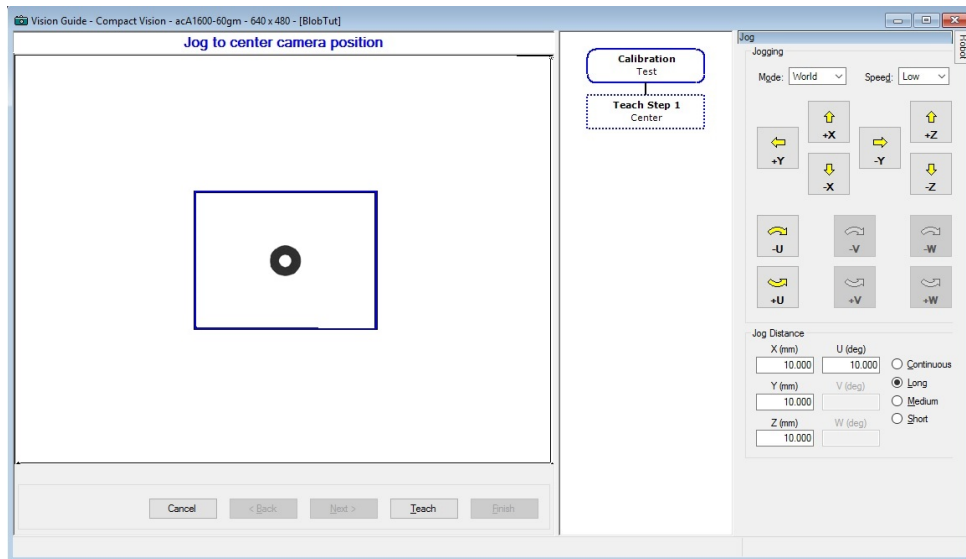 Vision Guide - Compact Vision - acA1600-60gm - 640 x 480 - [BlobTut]
Jog to center camera position
Calibration
Test
Teach Step 1
Center
Cancel
< Back
Next >
Teach
Finish
Jog
Robot
Jogging
Mode: World
Speed: Low
+X
+Z
+Y
-Y
-X
-Z
-U
-V
-W
+U
+V
+W
Jog Distance
X (mm)
U (deg)
10.000
10.000
Continuous
Long
Y (mm)
V (deg)
10.000
Medium
Z (mm)
W (deg)
Short
10.000